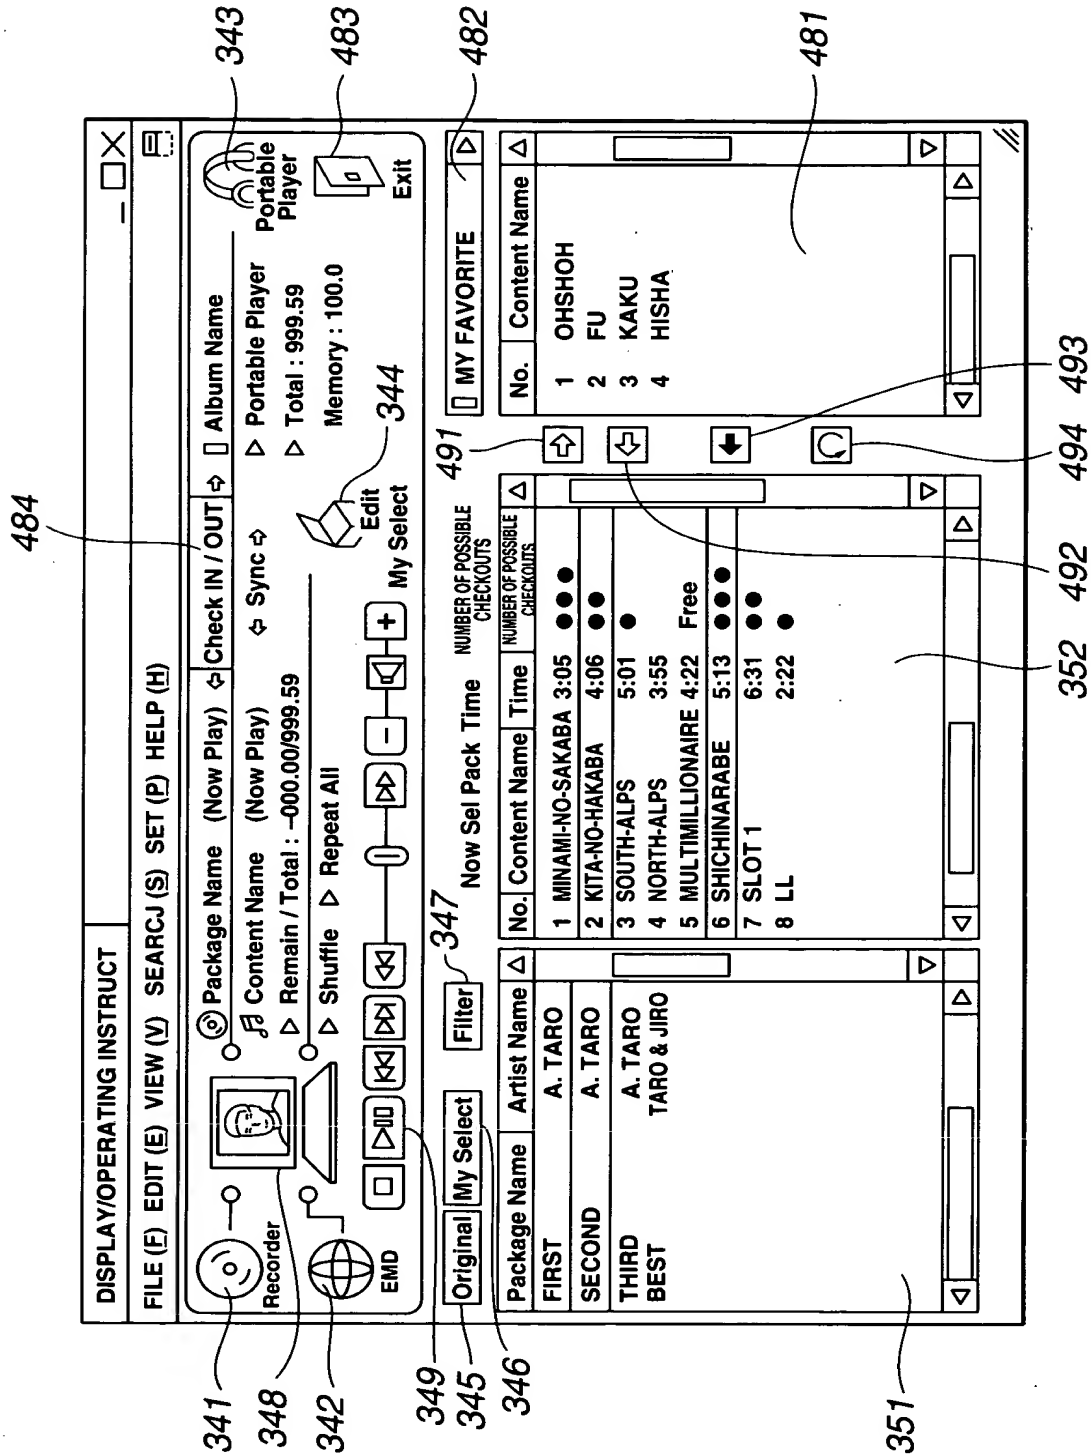 484
DISPLAY/OPERATING INSTRUCT
FILE (F) EDIT (E) VIEW (V) SEARCJ (S) SET (P) HELP (H)
341
348
342
349
345
346
Recorder
EMD
Package Name (Now Play)
Content Name (Now Play)
Remain / Total : -000.00/999.59
Shuffle Repeat All
Check IN / OUT
Sync
Album Name
Portable Player
Total : 999.59
Memory : 100.0
Portable
Player
Exit
343
483
482
344
Edit
My Select
Original My Select Filter 347
Now Sel Pack Time NUMBER OF POSSIBLE
CHECKOUTS
491
MY FAVORITE
Package Name Artist Name
FIRST A. TARO
SECOND A. TARO
THIRD A. TARO
BEST TARO & JIRO
No. Content Name Time NUMBER OF POSSIBLE
CHECKOUTS
1 MINAMI-NO-SAKABA 3:05
2 KITA-NO-HAKABA 4:06
3 SOUTH-ALPS 5:01
4 NORTH-ALPS 3:55
5 MULTIMILLIONAIRE 4:22 Free
6 SHICHINARABE 5:13
7 SLOT 1 6:31
8 LL 2:22
No. Content Name
1 OHSHOH
2 FU
3 KAKU
4 HISHA
481
351
352
492
494
493